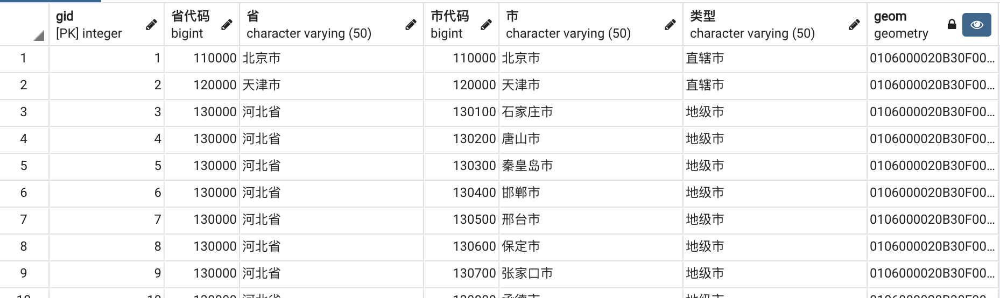 gid 省代码 省 市代码 市 类型 geom
[PK] integer bigint character varying (50) bigint character varying (50) character varying (50) geometry
1 1 110000 北京市 110000 北京市 直辖市 0106000020B30F00...
2 2 120000 天津市 120000 天津市 直辖市 0106000020B30F00...
3 3 130000 河北省 130100 石家庄市 地级市 0106000020B30F00...
4 4 130000 河北省 130200 唐山市 地级市 0106000020B30F00...
5 5 130000 河北省 130300 秦皇岛市 地级市 0106000020B30F00...
6 6 130000 河北省 130400 邯郸市 地级市 0106000020B30F00...
7 7 130000 河北省 130500 邢台市 地级市 0106000020B30F00...
8 8 130000 河北省 130600 保定市 地级市 0106000020B30F00...
9 9 130000 河北省 130700 张家口市 地级市 0106000020B30F00...